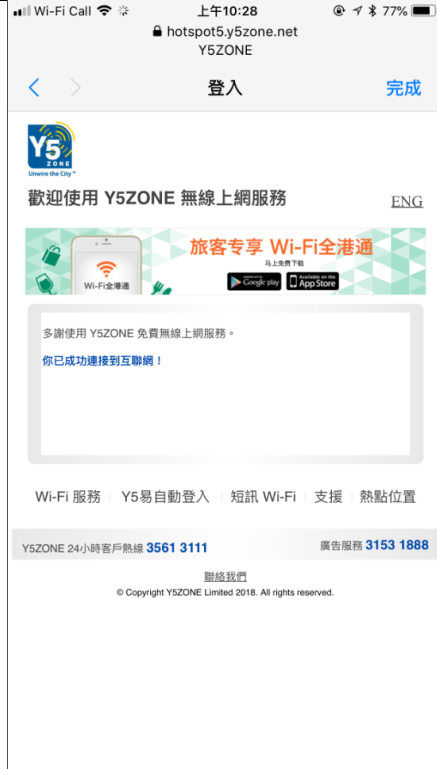 Wi-Fi Call 上午10:28 77%
hotspot5.y5zone.net
Y5ZONE
登入 完成
Y5
ZONE
Unwire the City™
歡迎使用 Y5ZONE 無線上網服務 ENG
旅客专享 Wi-Fi全港通
马上免费下载
Wi-Fi全港通
Google play Available on the App Store
多謝使用 Y5ZONE 免費無線上網服務。
你已成功連接到互聯網！
Wi-Fi 服務 Y5易自動登入 短訊 Wi-Fi 支援 熱點位置
Y5ZONE 24小時客戶熱線 3561 3111 廣告服務 3153 1888
聯絡我們
© Copyright Y5ZONE Limited 2018. All rights reserved.